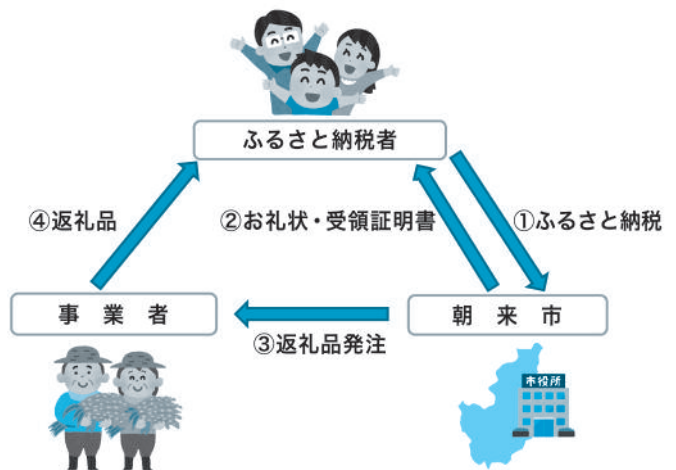 ふるさと納税者
④返礼品
②お礼状・受領証明書
①ふるさと納税
事　業　者
朝　来　市
③返礼品発注
市役所